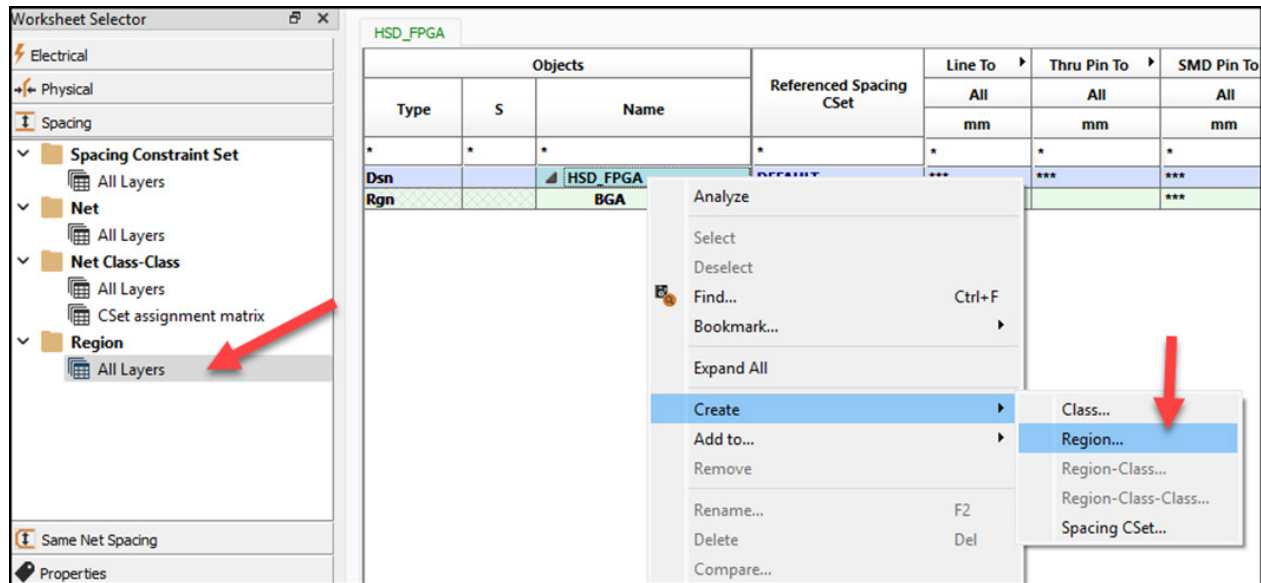 Worksheet Selector
Electrical
Physical
Spacing
Spacing Constraint Set
All Layers
Net
All Layers
Net Class-Class
All Layers
CSet assignment matrix
Region
All Layers
Same Net Spacing
Properties
HSD_FPGA
Objects
Referenced Spacing
CSet
Line To
Thru Pin To
SMD Pin To
Type
S
Name
All
All
All
mm
mm
mm
* * * * * * *
Dsn HSD_FPGA DEFAULT *** *** ***
Rgn BGA ***
Analyze
Select
Deselect
Find... Ctrl+F
Bookmark...
Expand All
Create
Add to...
Remove
Rename... F2
Delete Del
Compare...
Class...
Region...
Region-Class...
Region-Class-Class...
Spacing CSet...